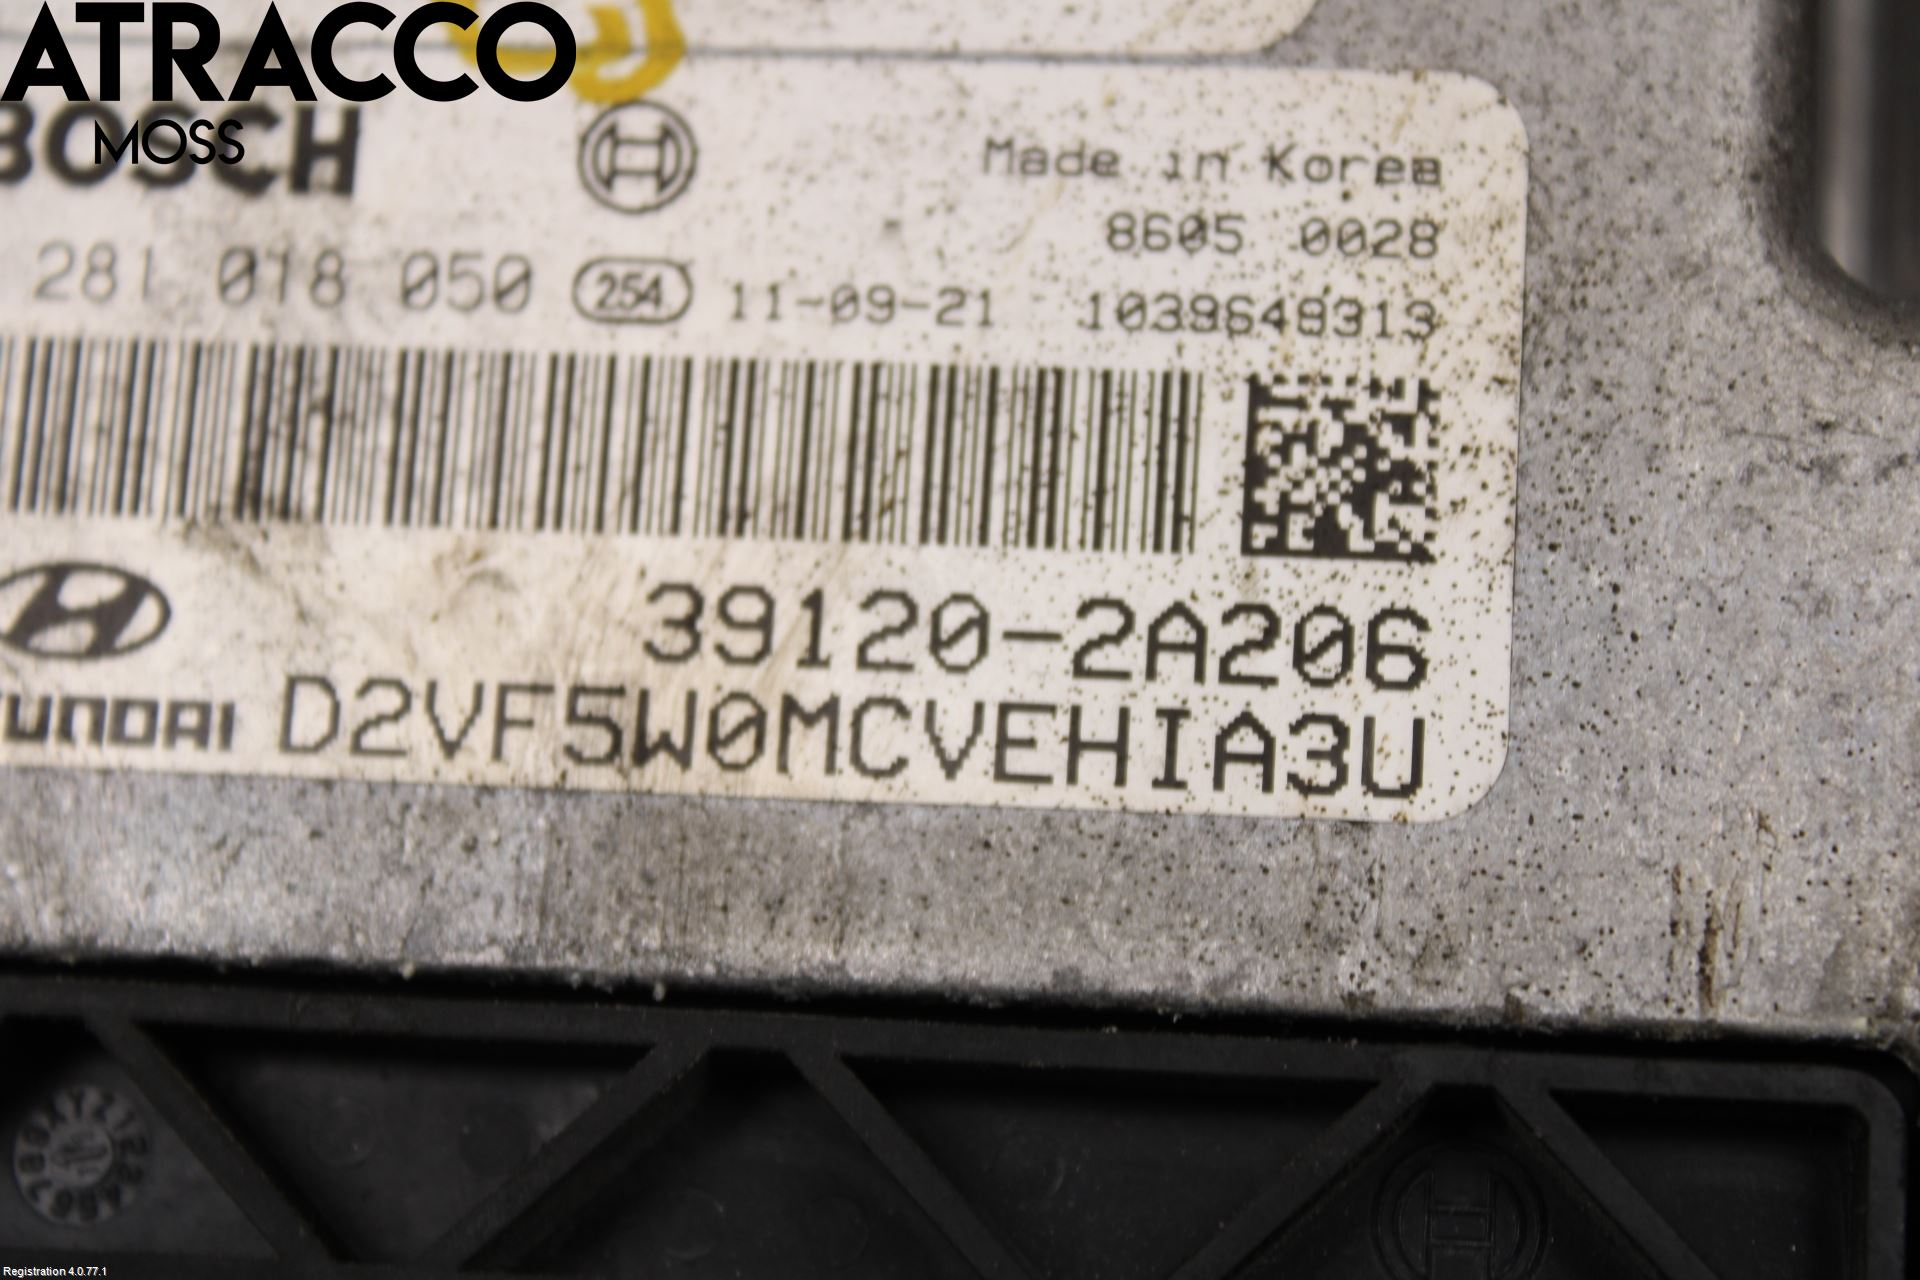 ATRACCO
MOSS
BOSCH
Made in Korea
8605 0028
281 018 050 254 11-09-21 1039649313
39120-2A206
HYUNDAI D2VF5W0MCVEHIA3U
Registration 4.0.77.1